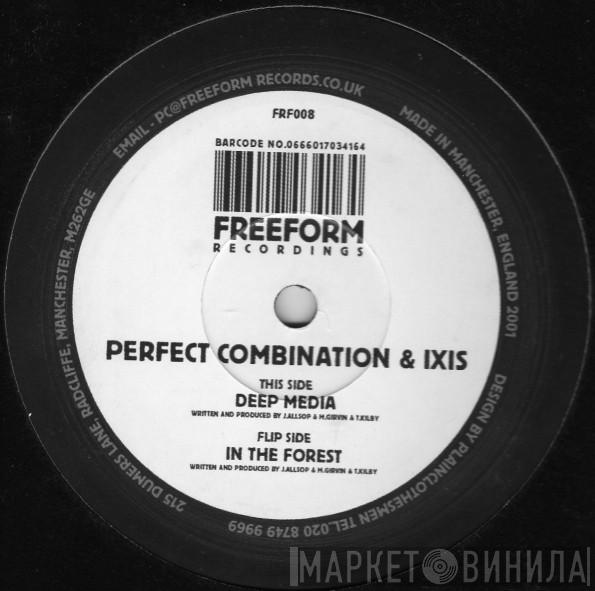 EMAIL - PC@FREEFORM RECORDS.CO.UK
MADE IN MANCHESTER, ENGLAND 2001
DESIGN BY PLAINCLOTHESMEN TEL.020 8749 9969
215 DUMERS LANE, RADCLIFFE, MANCHESTER, M262GE
FRF008
BARCODE NO.0666017034164
FREEFORM
RECORDINGS
PERFECT COMBINATION & IXIS
THIS SIDE
DEEP MEDIA
WRITTEN AND PRODUCED BY J.ALLSOP & M.GIRVIN & T.KILBY
FLIP SIDE
IN THE FOREST
WRITTEN AND PRODUCED BY J.ALLSOP & M.GIRVIN & T.KILBY
МАРКЕТ ВИНИЛА